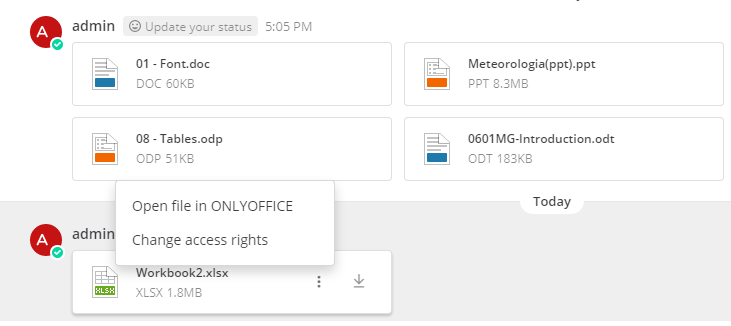 admin Update your status 5:05 PM
01 - Font.doc
DOC 60KB
Meteorologia(ppt).ppt
PPT 8.3MB
08 - Tables.odp
ODP 51KB
0601MG-Introduction.odt
ODT 183KB
Today
A
admin
Open file in ONLYOFFICE
Change access rights
Workbook2.xlsx
XLSX
XLSX 1.8MB